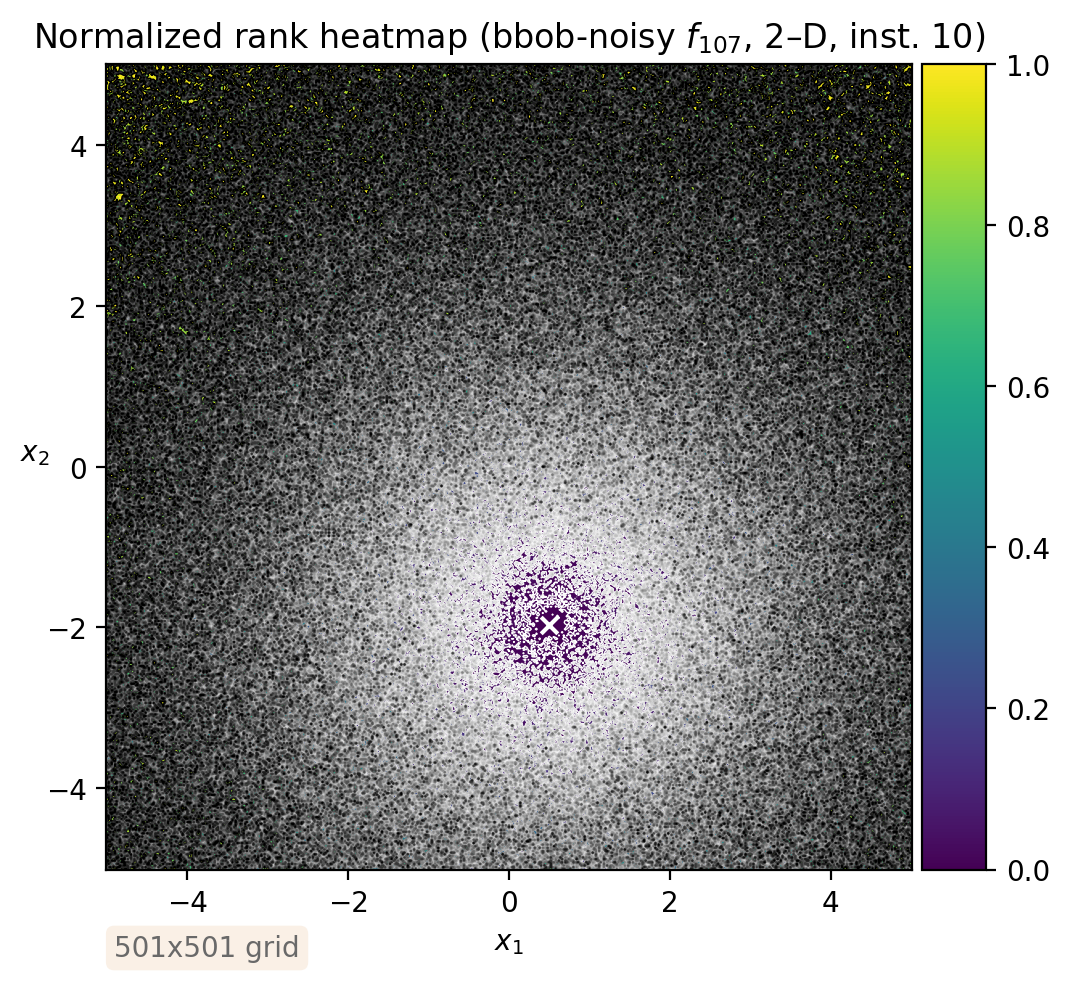 Normalized rank heatmap (bbob-noisy f₁₀₇, 2–D, inst. 10)
1.0
0.8
0.6
0.4
0.2
0.0
4
2
0
−2
−4
x₂
−4 −2 0 2 4
x₁
501x501 grid